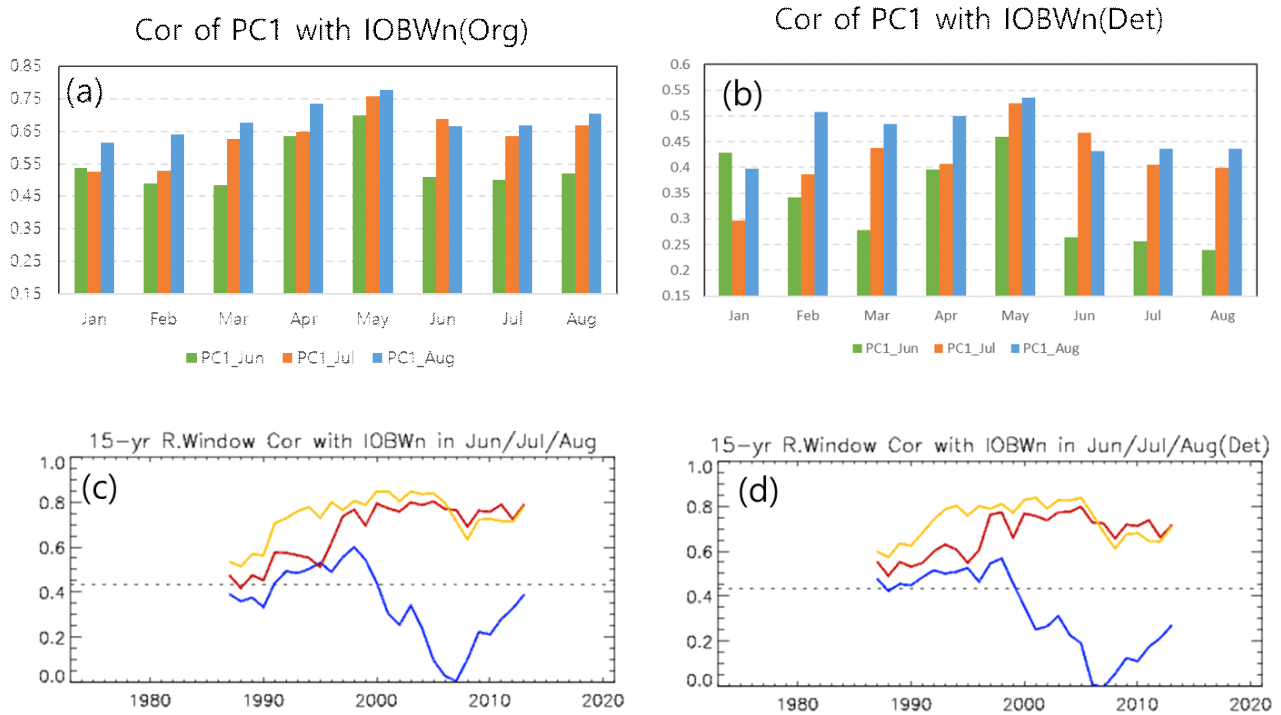 Cor of PC1 with IOBWn(Org)
0.85
0.75
0.65
0.55
0.45
0.35
0.25
0.15
(a)
Jan Feb Mar Apr May Jun Jul Aug
PC1_Jun PC1_Jul PC1_Aug
Cor of PC1 with IOBWn(Det)
0.6
0.55
0.5
0.45
0.4
0.35
0.3
0.25
0.2
0.15
(b)
Jan Feb Mar Apr May Jun Jul Aug
PC1_Jun PC1_Jul PC1_Aug
15-yr R.Window Cor with IOBWn in Jun/Jul/Aug
1.0
0.8
0.6
0.4
0.2
0.0
(c)
1980 1990 2000 2010 2020
15-yr R.Window Cor with IOBWn in Jun/Jul/Aug(Det)
1.0
0.8
0.6
0.4
0.2
0.0
(d)
1980 1990 2000 2010 2020